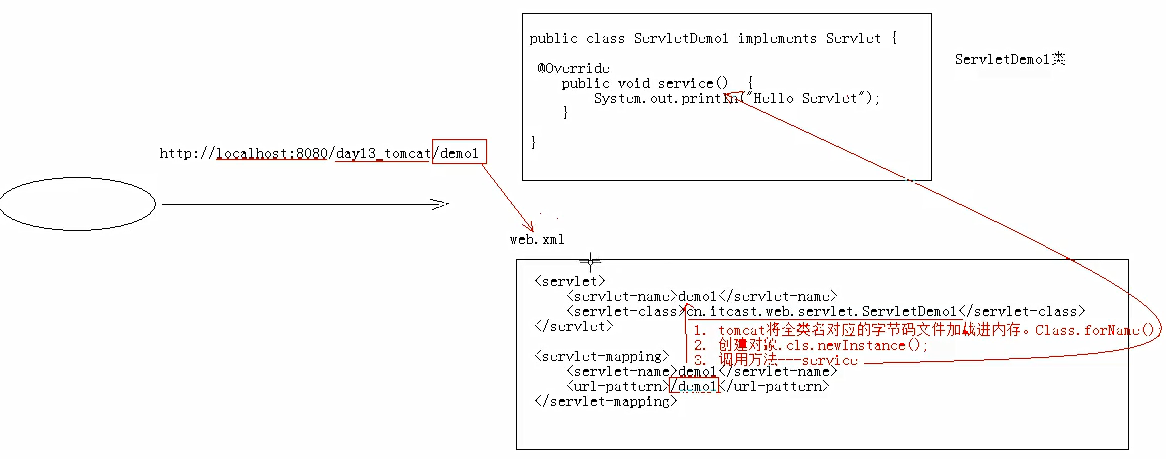 public class ServletDemo1 implements Servlet {
@Override
public void service() {
System.out.println("Hello Servlet");
}
}
ServletDemo1类
http://localhost:8080/day13_tomcat/demo1
web.xml
<servlet>
<servlet-name>demo1</servlet-name>
<servlet-class>cn.itcast.web.servlet.ServletDemo1</servlet-class>
</servlet>
1. tomcat将全类名对应的字节码文件加载进内存。Class.forName()
2. 创建对象.cls.newInstance();
3. 调用方法---service
<servlet-mapping>
<servlet-name>demo1</servlet-name>
<url-pattern>/demo1</url-pattern>
</servlet-mapping>